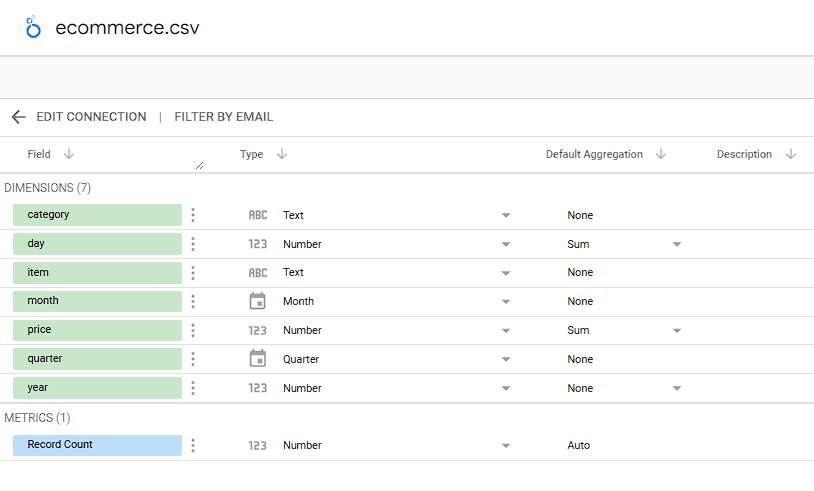 ecommerce.csv
EDIT CONNECTION | FILTER BY EMAIL
Field Type Default Aggregation Description
DIMENSIONS (7)
category ABC Text None
day 123 Number Sum
item ABC Text None
month Month None
price 123 Number Sum
quarter Quarter None
year 123 Number None
METRICS (1)
Record Count 123 Number Auto